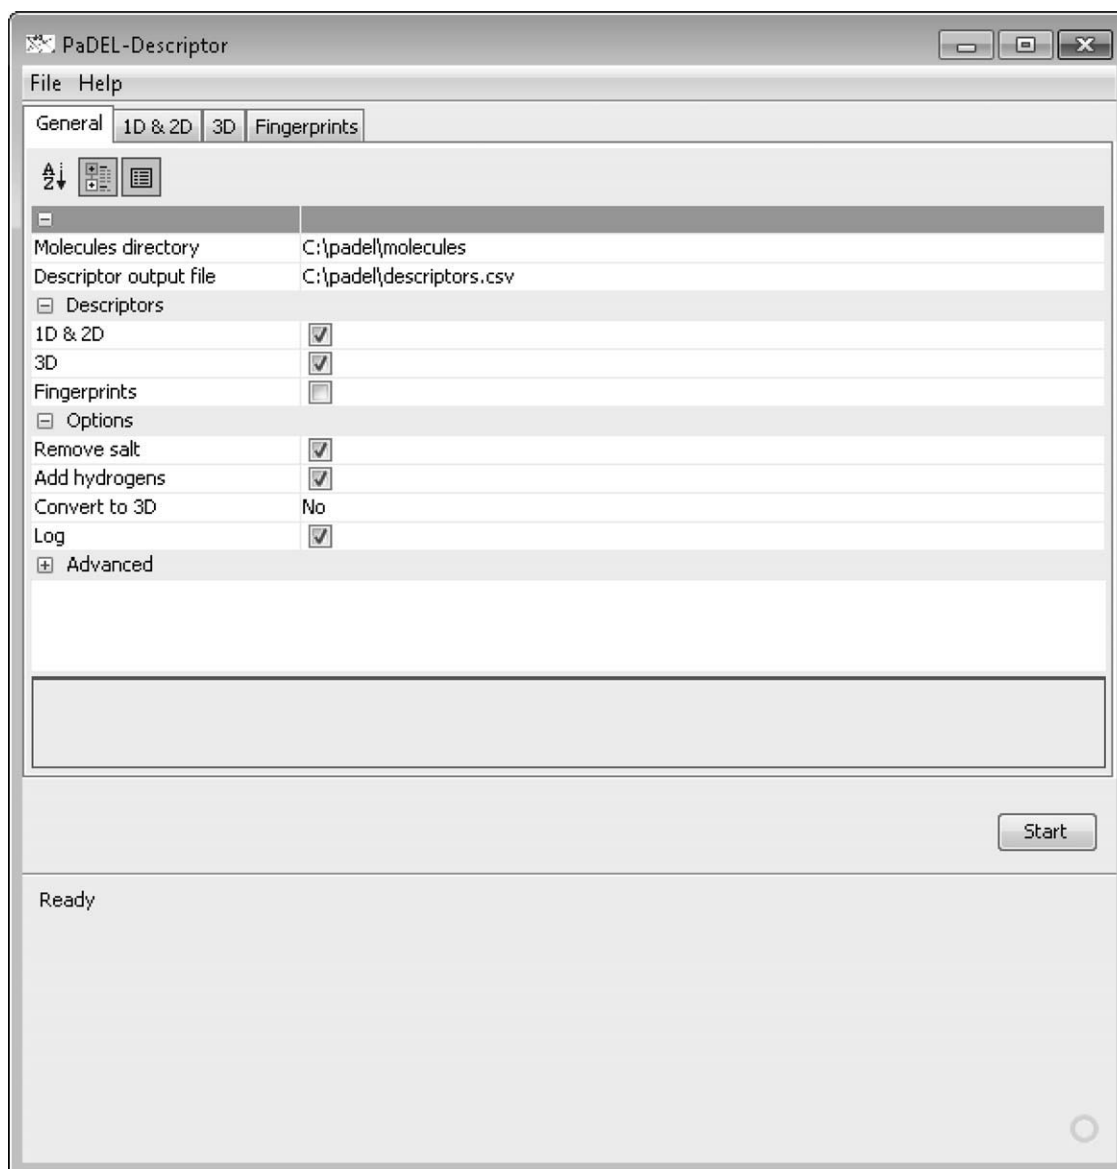 PaDEL-Descriptor
File Help
General 1D & 2D 3D Fingerprints
A
Z
Molecules directory C:\padel\molecules
Descriptor output file C:\padel\descriptors.csv
Descriptors
1D & 2D
3D
Fingerprints
Options
Remove salt
Add hydrogens
Convert to 3D No
Log
Advanced
Start
Ready